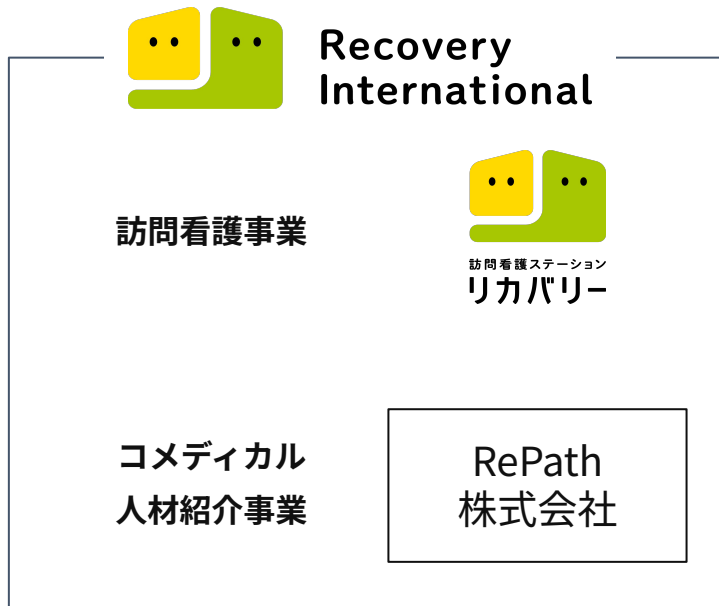 Recovery
International
訪問看護事業
訪問看護ステーション
リカバリー
コメディカル
人材紹介事業
RePath
株式会社